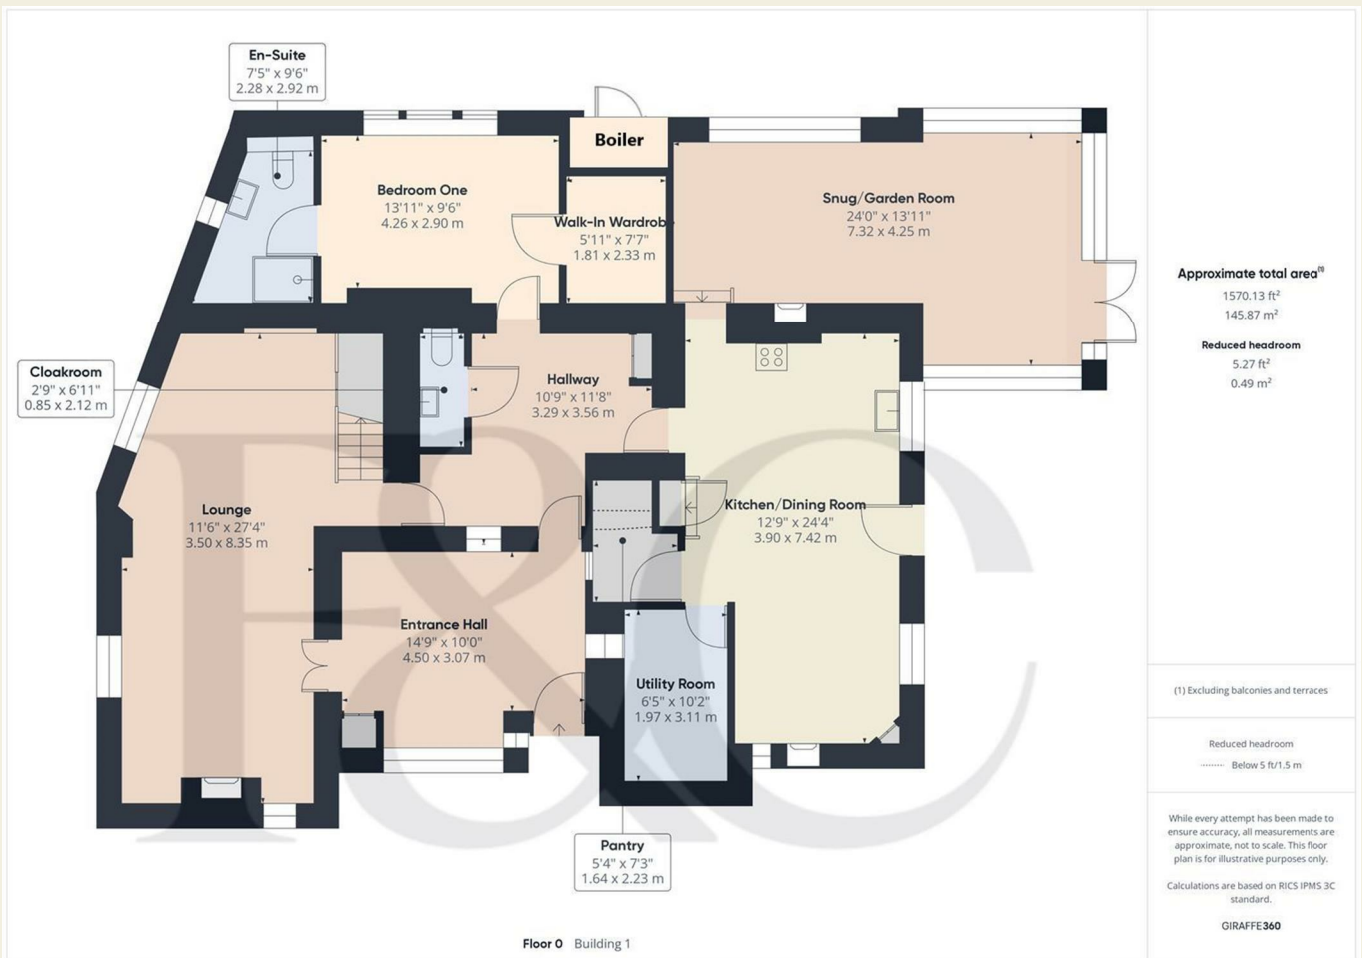 En-Suite
7'5" x 9'6"
2.28 x 2.92 m
Boiler
Bedroom One
13'11" x 9'6"
4.26 x 2.90 m
Walk-In Wardrobe
5'11" x 7'7"
1.81 x 2.33 m
Snug/Garden Room
24'0" x 13'11"
7.32 x 4.25 m
Cloakroom
2'9" x 6'11"
0.85 x 2.12 m
Hallway
10'9" x 11'8"
3.29 x 3.56 m
Lounge
11'6" x 27'4"
3.50 x 8.35 m
Kitchen/Dining Room
12'9" x 24'4"
3.90 x 7.42 m
Entrance Hall
14'9" x 10'0"
4.50 x 3.07 m
Utility Room
6'5" x 10'2"
1.97 x 3.11 m
Pantry
5'4" x 7'3"
1.64 x 2.23 m
F&C
Floor 0 Building 1
Approximate total area(1)
1570.13 ft²
145.87 m²
Reduced headroom
5.27 ft²
0.49 m²
(1) Excluding balconies and terraces
Reduced headroom
Below 5 ft/1.5 m
While every attempt has been made to
ensure accuracy, all measurements are
approximate, not to scale. This floor
plan is for illustrative purposes only.
Calculations are based on RICS IPMS 3C
standard.
GIRAFFE360